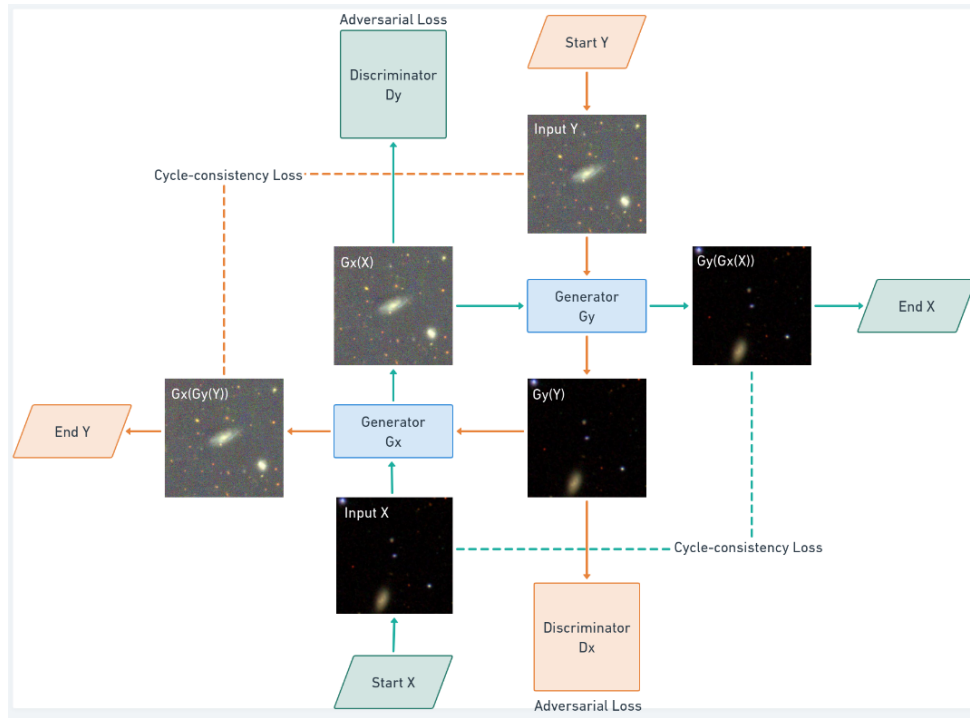 Adversarial Loss
Discriminator
Dy
Start Y
Input Y
Cycle-consistency Loss
Gx(X)
Generator
Gy
Gy(Gx(X))
End X
Gx(Gy(Y))
End Y
Generator
Gx
Gy(Y)
Input X
Cycle-consistency Loss
Discriminator
Dx
Start X
Adversarial Loss